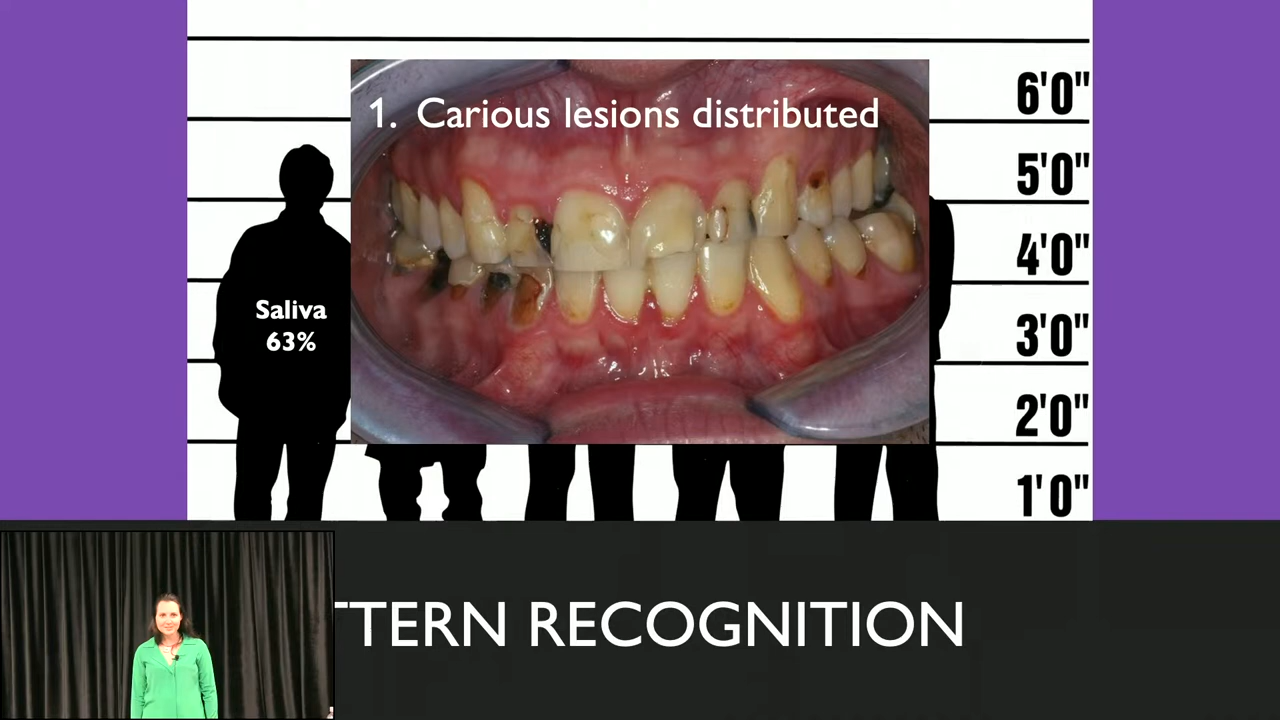 1. Carious lesions distributed
6'0"
5'0"
4'0"
Saliva
63%
3'0"
2'0"
1'0"
TTERN RECOGNITION